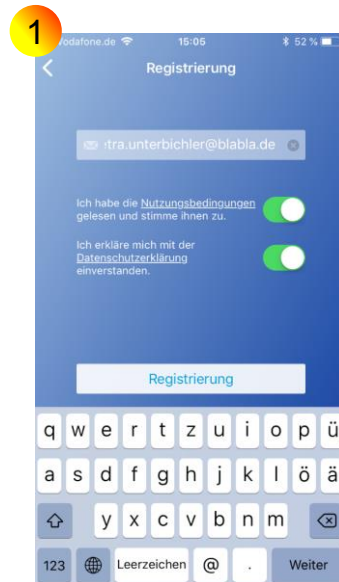 1
vodafone.de 15:05 52 %
Registrierung
tra.unterbichler@blabla.de
Ich habe die Nutzungsbedingungen
gelesen und stimme ihnen zu.
Ich erkläre mich mit der
Datenschutzerklärung
einverstanden.
Registrierung
q w e r t z u i o p ü
a s d f g h j k l ö ä
y x c v b n m
123 Leerzeichen @ . Weiter